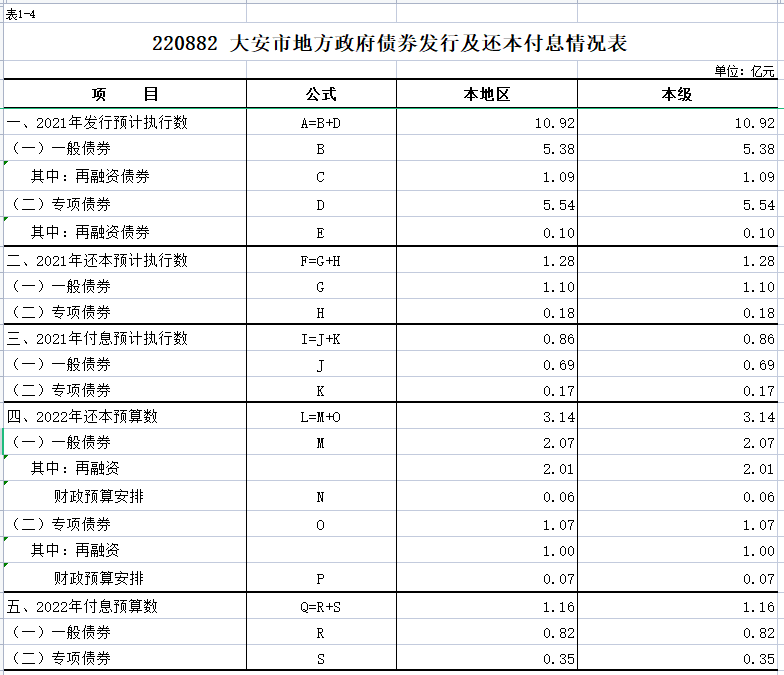 表1-4
220882 大安市地方政府债券发行及还本付息情况表
单位：亿元
项 目 公式 本地区 本级
一、2021年发行预计执行数 A=B+D 10.92 10.92
（一）一般债券 B 5.38 5.38
其中：再融资债券 C 1.09 1.09
（二）专项债券 D 5.54 5.54
其中：再融资债券 E 0.10 0.10
二、2021年还本预计执行数 F=G+H 1.28 1.28
（一）一般债券 G 1.10 1.10
（二）专项债券 H 0.18 0.18
三、2021年付息预计执行数 I=J+K 0.86 0.86
（一）一般债券 J 0.69 0.69
（二）专项债券 K 0.17 0.17
四、2022年还本预算数 L=M+O 3.14 3.14
（一）一般债券 M 2.07 2.07
其中：再融资 2.01 2.01
财政预算安排 N 0.06 0.06
（二）专项债券 O 1.07 1.07
其中：再融资 1.00 1.00
财政预算安排 P 0.07 0.07
五、2022年付息预算数 Q=R+S 1.16 1.16
（一）一般债券 R 0.82 0.82
（二）专项债券 S 0.35 0.35